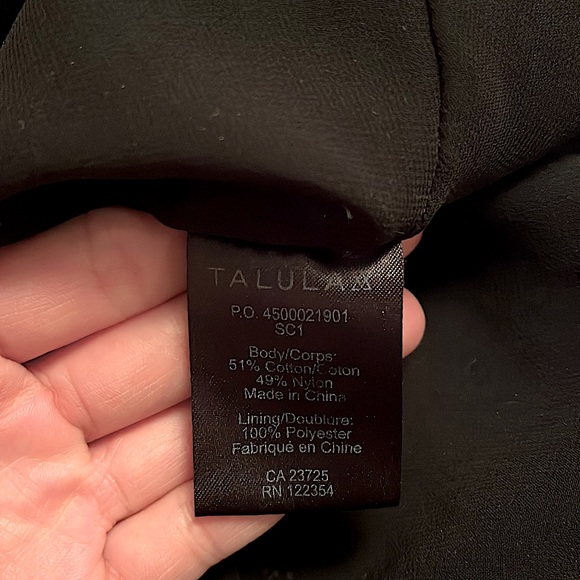 TALULA
P.O. 4500021901
SC1
Body/Corps:
51% Cotton/Coton
49% Nylon
Made in China
Lining/Doublure:
100% Polyester
Fabriqué en Chine
CA 23725
RN 122354